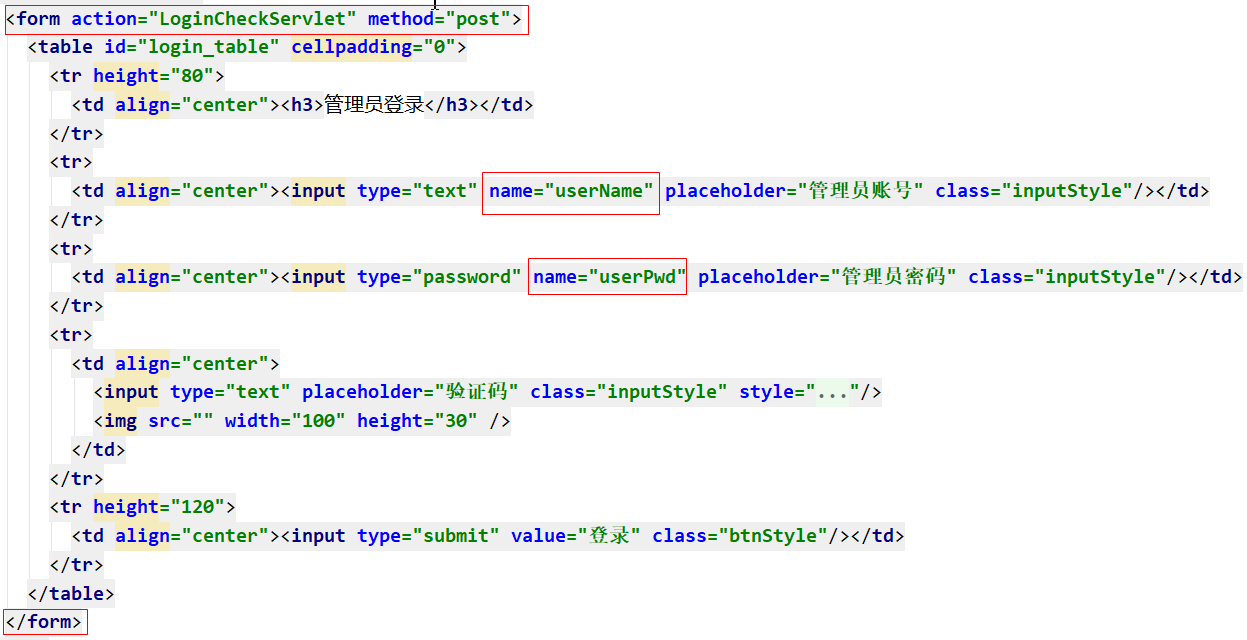 <form action="LoginCheckServlet" method="post">
<table id="login_table" cellpadding="0">
<tr height="80">
<td align="center"><h3>管理员登录</h3></td>
</tr>
<tr>
<td align="center"><input type="text" name="userName" placeholder="管理员账号" class="inputStyle"/></td>
</tr>
<tr>
<td align="center"><input type="password" name="userPwd" placeholder="管理员密码" class="inputStyle"/></td>
</tr>
<tr>
<td align="center">
<input type="text" placeholder="验证码" class="inputStyle" style="..."/>
<img src="" width="100" height="30" />
</td>
</tr>
<tr height="120">
<td align="center"><input type="submit" value="登录" class="btnStyle"/></td>
</tr>
</table>
</form>